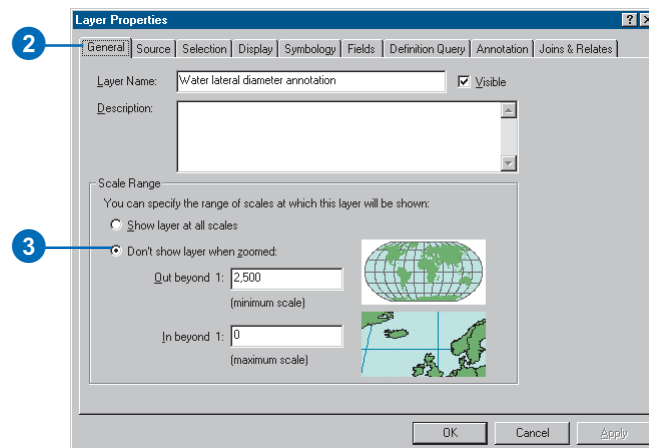 Layer Properties
2
General Source Selection Display Symbology Fields Definition Query Annotation Joins & Relates
Layer Name: Water lateral diameter annotation Visible
Description:
Scale Range
You can specify the range of scales at which this layer will be shown:
Show layer at all scales
3
Don't show layer when zoomed:
Out beyond 1: 2,500
(minimum scale)
In beyond 1: 0
(maximum scale)
OK Cancel Apply